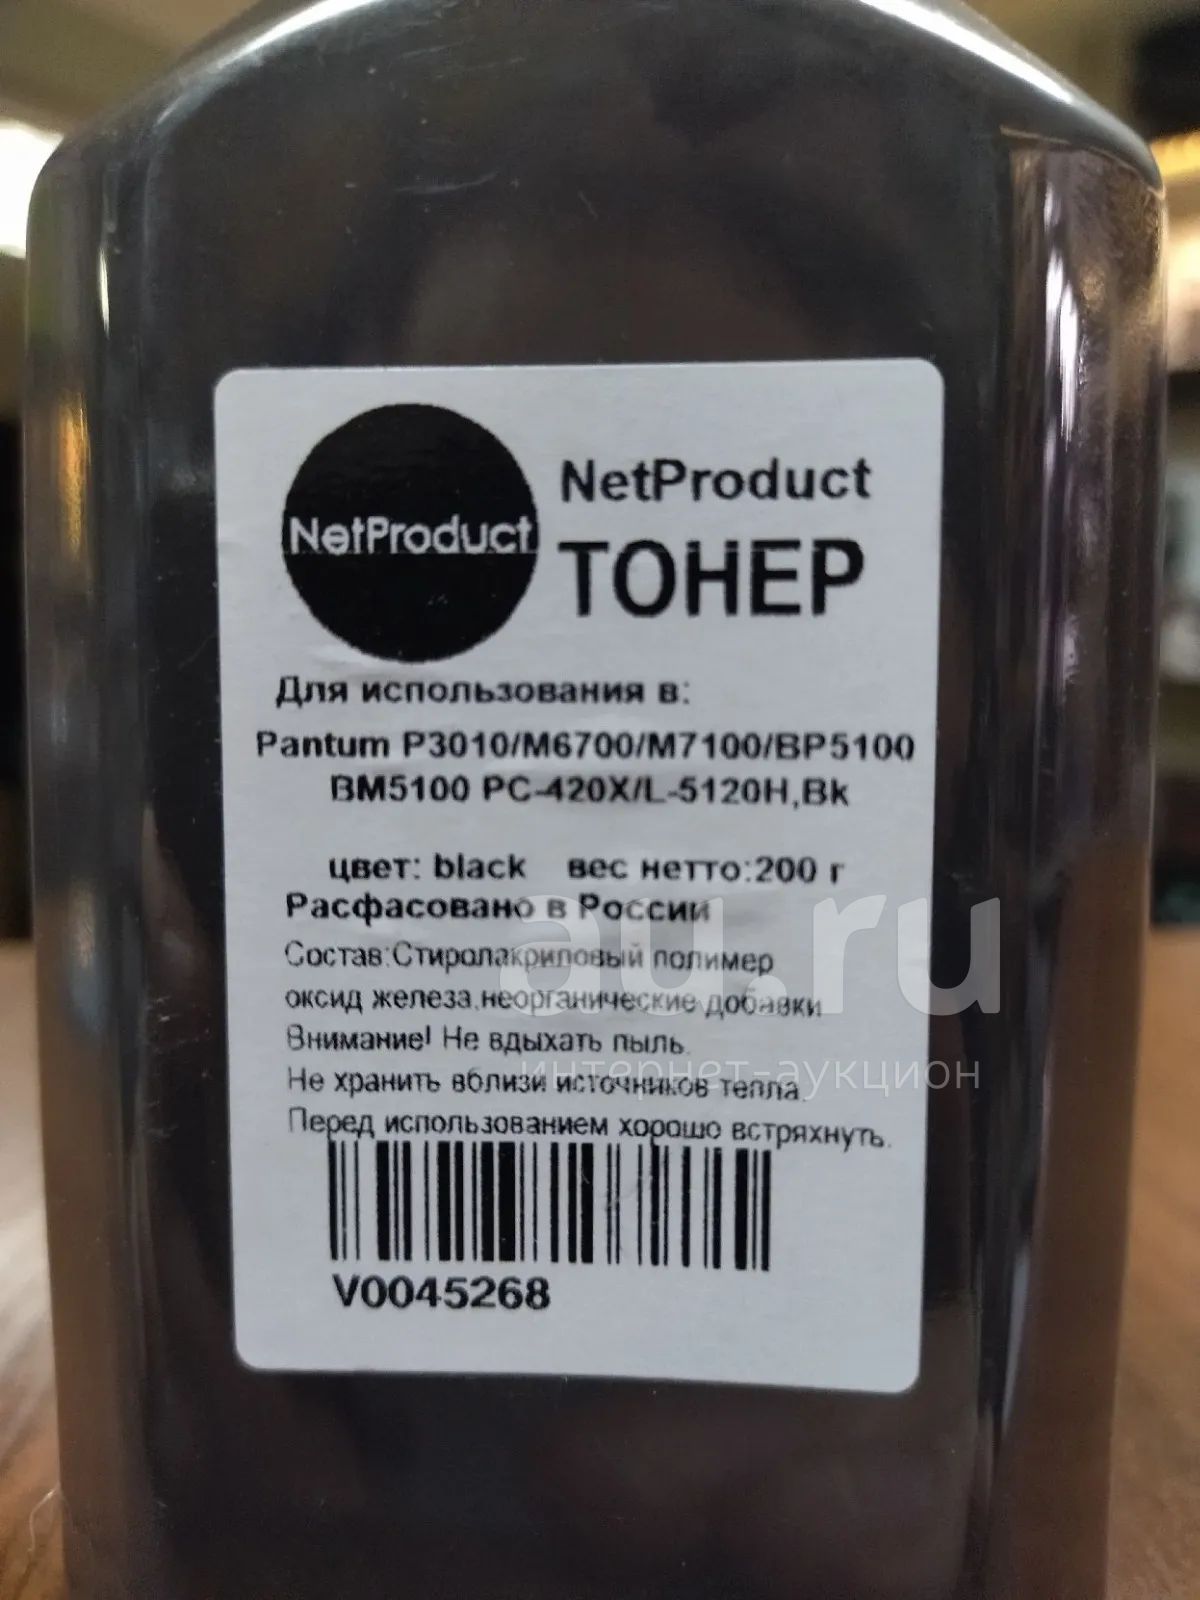 NetProduct
NetProduct
ТОНЕР
Для использования в:
Pantum P3010/M6700/M7100/BP5100
BM5100 PC-420X/L-5120H,Bk
цвет: black вес нетто:200 г
Расфасовано в России
Состав:Стиролакриловый полимер
оксид железа,неорганические добавки
Внимание! Не вдыхать пыль.
Не хранить вблизи источников тепла.
Перед использованием хорошо встряхнуть.
V0045268
au.ru
интернет-аукцион